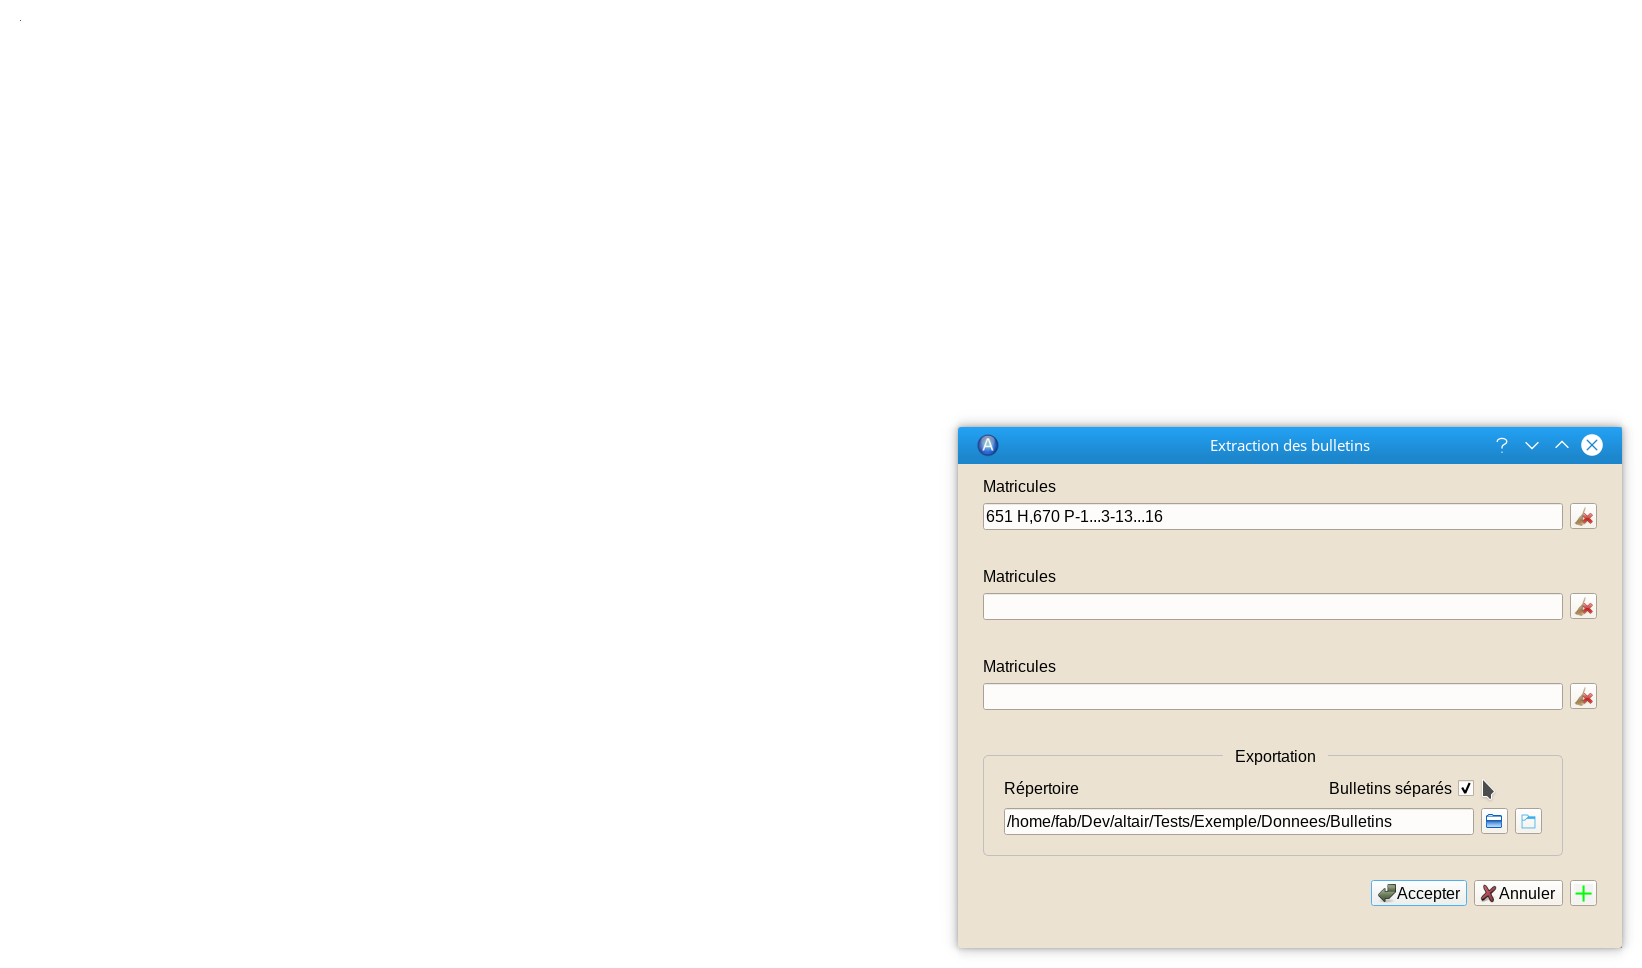 Extraction des bulletins
Matricules
651 H,670 P-1...3-13...16
Matricules
Matricules
Exportation
Répertoire Bulletins séparés
/home/fab/Dev/altair/Tests/Exemple/Donnees/Bulletins
Accepter Annuler